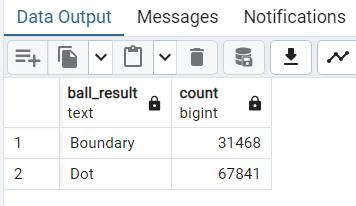 Data Output Messages Notifications
ball_result count
text bigint
1 Boundary 31468
2 Dot 67841